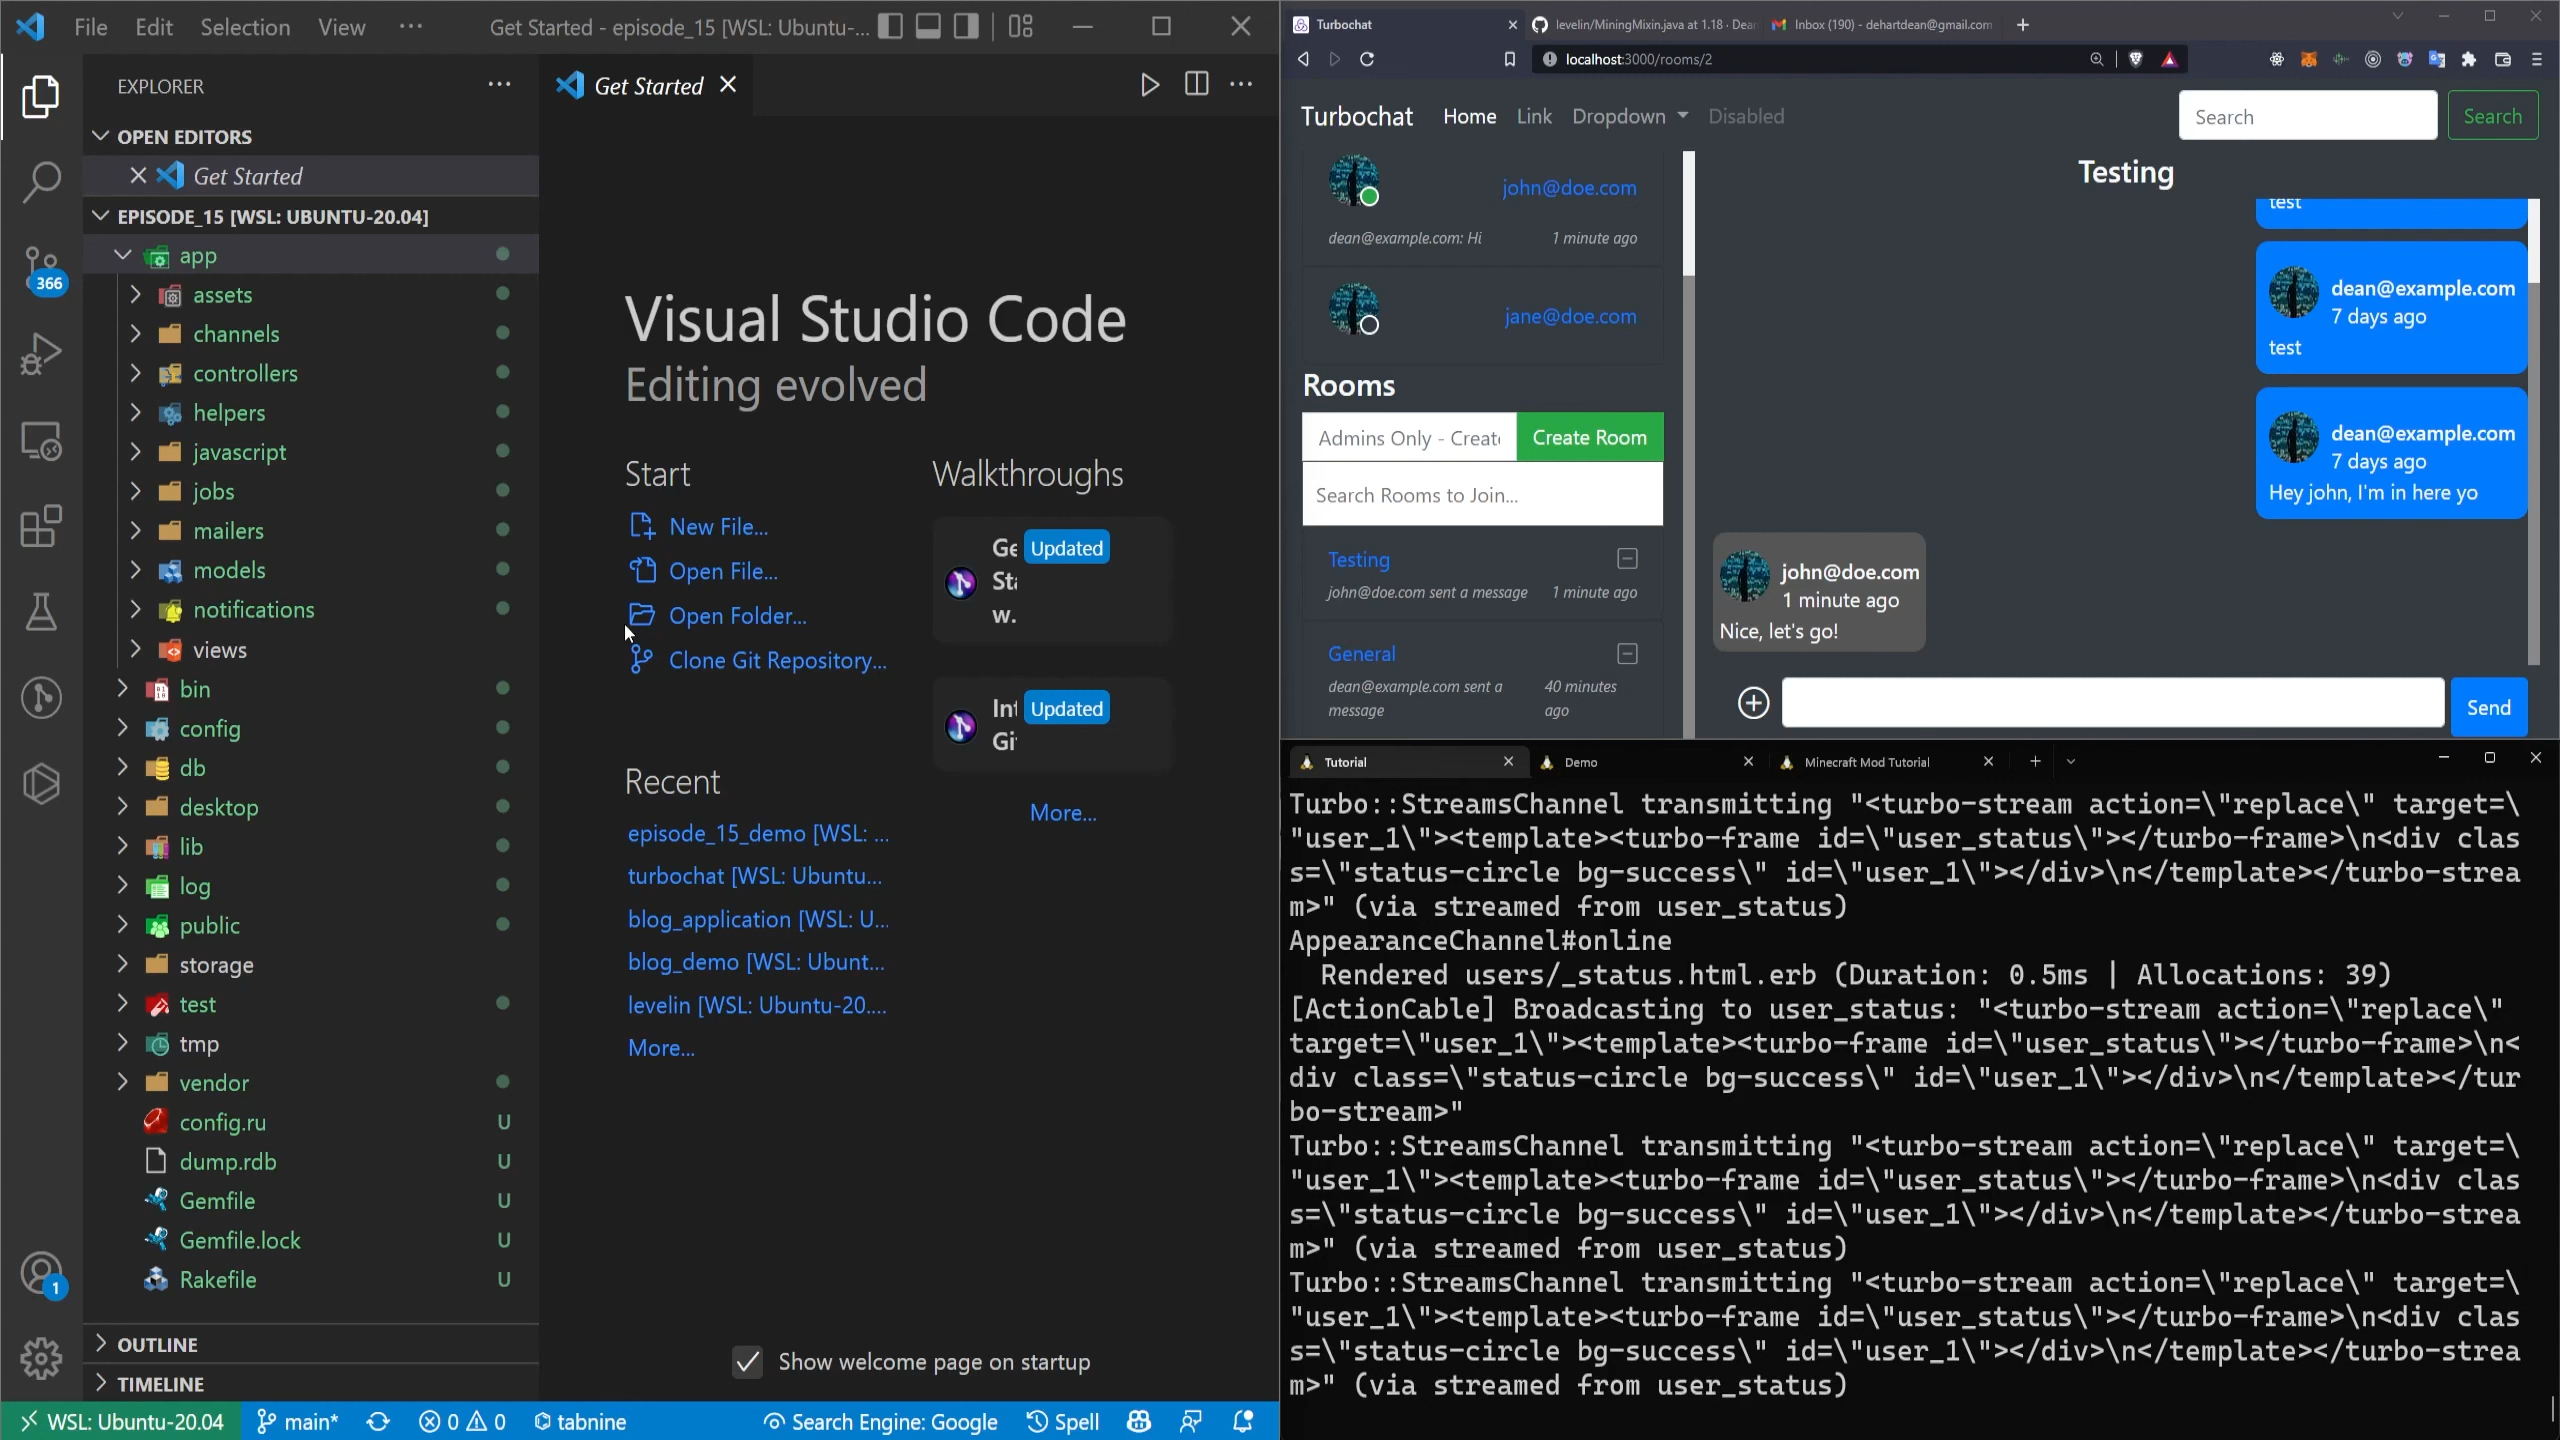 File Edit Selection View ··· Get Started - episode_15 [WSL: Ubuntu-...
EXPLORER
OPEN EDITORS
Get Started
EPISODE_15 [WSL: UBUNTU-20.04]
app
assets
channels
controllers
helpers
javascript
jobs
mailers
models
notifications
views
bin
config
db
desktop
lib
log
public
storage
test
tmp
vendor
config.ru U
dump.rdb U
Gemfile U
Gemfile.lock U
Rakefile U
OUTLINE
TIMELINE
366
1
Get Started
Visual Studio Code
Editing evolved
Start
New File...
Open File...
Open Folder...
Clone Git Repository...
Recent
episode_15_demo [WSL: ...
turbochat [WSL: Ubuntu...
blog_application [WSL: U...
blog_demo [WSL: Ubunt...
levelin [WSL: Ubuntu-20....
More...
Walkthroughs
Ge Updated
Sta
w.
Int Updated
Gi
More...
Show welcome page on startup
WSL: Ubuntu-20.04 main* 0 0 tabnine Search Engine: Google Spell
Turbochat levelin/MiningMixin.java at 1.18 · Dea Inbox (190) - dehartdean@gmail.com
localhost:3000/rooms/2
Turbochat Home Link Dropdown Disabled Search Search
john@doe.com
dean@example.com: Hi 1 minute ago
jane@doe.com
Rooms
Admins Only - Create Room
Search Rooms to Join...
Testing
john@doe.com sent a message 1 minute ago
General
dean@example.com sent a 40 minutes
message ago
Testing
test
dean@example.com
7 days ago
test
dean@example.com
7 days ago
Hey john, I'm in here yo
john@doe.com
1 minute ago
Nice, let's go!
Send
Tutorial Demo Minecraft Mod Tutorial
Turbo::StreamsChannel transmitting "<turbo-stream action=\"replace\" target=\
"user_1\"><template><turbo-frame id=\"user_status\"></turbo-frame>\n<div clas
s=\"status-circle bg-success\" id=\"user_1\"></div>\n</template></turbo-strea
m>" (via streamed from user_status)
AppearanceChannel#online
Rendered users/_status.html.erb (Duration: 0.5ms | Allocations: 39)
[ActionCable] Broadcasting to user_status: "<turbo-stream action=\"replace\"
target=\"user_1\"><template><turbo-frame id=\"user_status\"></turbo-frame>\n<
div class=\"status-circle bg-success\" id=\"user_1\"></div>\n</template></tur
bo-stream>"
Turbo::StreamsChannel transmitting "<turbo-stream action=\"replace\" target=\
"user_1\"><template><turbo-frame id=\"user_status\"></turbo-frame>\n<div clas
s=\"status-circle bg-success\" id=\"user_1\"></div>\n</template></turbo-strea
m>" (via streamed from user_status)
Turbo::StreamsChannel transmitting "<turbo-stream action=\"replace\" target=\
"user_1\"><template><turbo-frame id=\"user_status\"></turbo-frame>\n<div clas
s=\"status-circle bg-success\" id=\"user_1\"></div>\n</template></turbo-strea
m>" (via streamed from user_status)